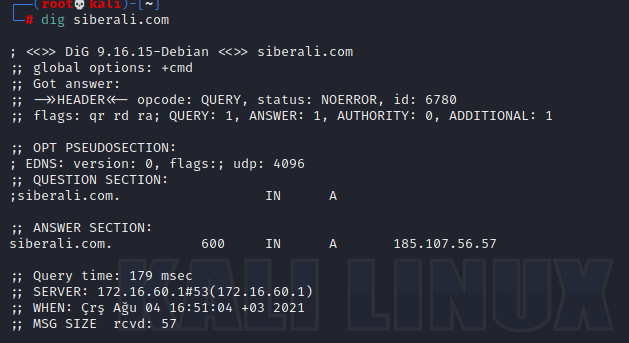 (root💀kali)-[~]
# dig siberali.com
; <<>> DiG 9.16.15-Debian <<>> siberali.com
;; global options: +cmd
;; Got answer:
;; ->>HEADER<<- opcode: QUERY, status: NOERROR, id: 6780
;; flags: qr rd ra; QUERY: 1, ANSWER: 1, AUTHORITY: 0, ADDITIONAL: 1
;; OPT PSEUDOSECTION:
; EDNS: version: 0, flags:; udp: 4096
;; QUESTION SECTION:
;siberali.com. IN A
;; ANSWER SECTION:
siberali.com. 600 IN A 185.107.56.57
;; Query time: 179 msec
;; SERVER: 172.16.60.1#53(172.16.60.1)
;; WHEN: Çrş Ağu 04 16:51:04 +03 2021
;; MSG SIZE rcvd: 57
KALI LINUX